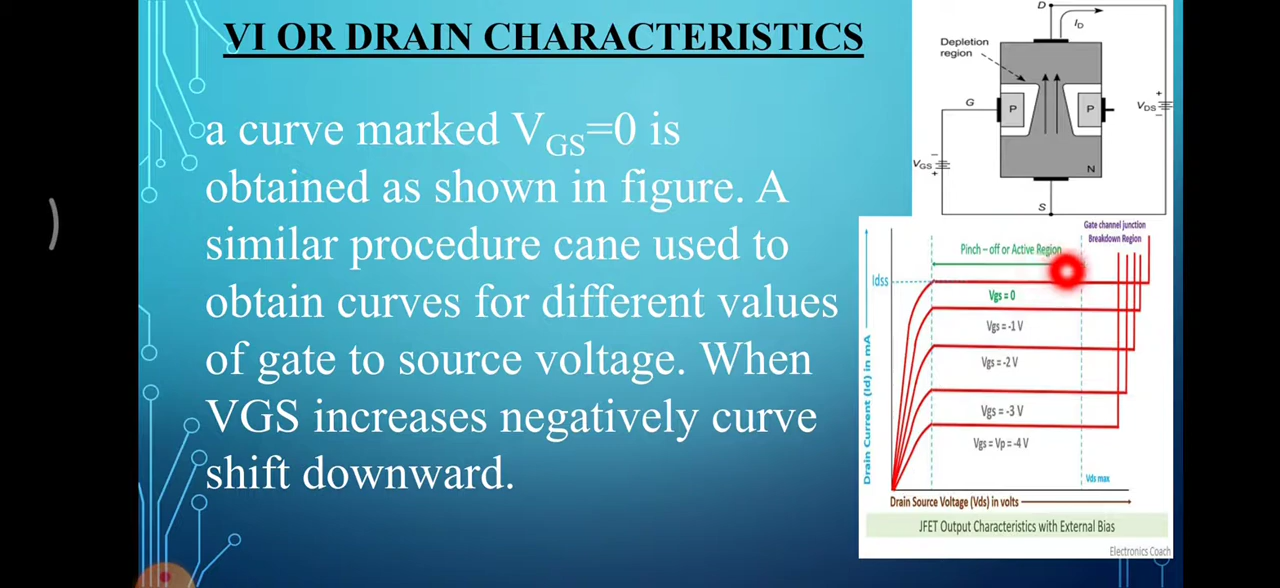 VI OR DRAIN CHARACTERISTICS
a curve marked VGS=0 is
obtained as shown in figure. A
similar procedure cane used to
obtain curves for different values
of gate to source voltage. When
VGS increases negatively curve
shift downward.
D
ID
Depletion
region
G
P
P
VDS
+
−
VGS
−
+
N
S
Gate channel junction
Breakdown Region
Pinch – off or Active Region
Idss
Vgs = 0
Vgs = -1 V
Vgs = -2 V
Vgs = -3 V
Vgs = Vp = -4 V
Drain Current (Id) in mA
Vds max
Drain Source Voltage (Vds) in volts
JFET Output Characteristics with External Bias
Electronics Coach